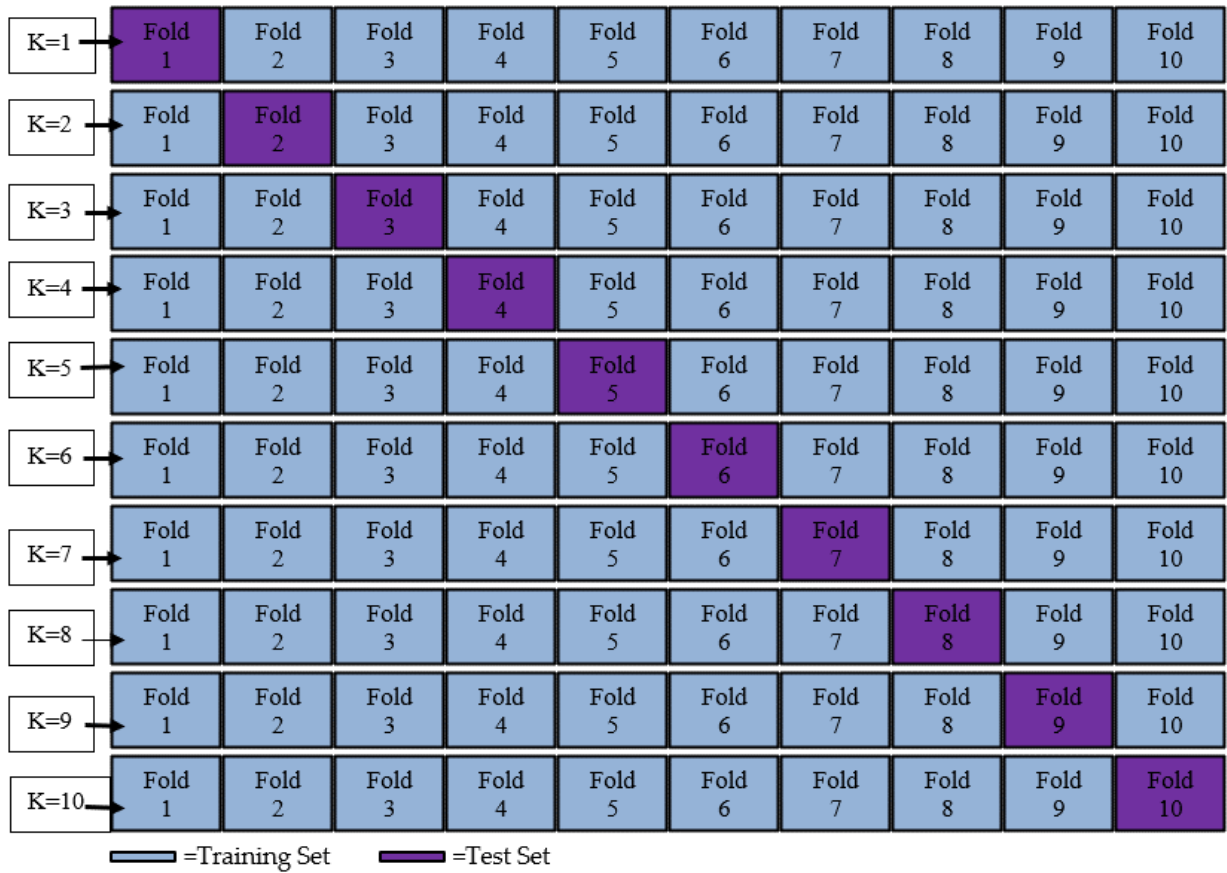 K=1 Fold 1 Fold 2 Fold 3 Fold 4 Fold 5 Fold 6 Fold 7 Fold 8 Fold 9 Fold 10
K=2 Fold 1 Fold 2 Fold 3 Fold 4 Fold 5 Fold 6 Fold 7 Fold 8 Fold 9 Fold 10
K=3 Fold 1 Fold 2 Fold 3 Fold 4 Fold 5 Fold 6 Fold 7 Fold 8 Fold 9 Fold 10
K=4 Fold 1 Fold 2 Fold 3 Fold 4 Fold 5 Fold 6 Fold 7 Fold 8 Fold 9 Fold 10
K=5 Fold 1 Fold 2 Fold 3 Fold 4 Fold 5 Fold 6 Fold 7 Fold 8 Fold 9 Fold 10
K=6 Fold 1 Fold 2 Fold 3 Fold 4 Fold 5 Fold 6 Fold 7 Fold 8 Fold 9 Fold 10
K=7 Fold 1 Fold 2 Fold 3 Fold 4 Fold 5 Fold 6 Fold 7 Fold 8 Fold 9 Fold 10
K=8 Fold 1 Fold 2 Fold 3 Fold 4 Fold 5 Fold 6 Fold 7 Fold 8 Fold 9 Fold 10
K=9 Fold 1 Fold 2 Fold 3 Fold 4 Fold 5 Fold 6 Fold 7 Fold 8 Fold 9 Fold 10
K=10 Fold 1 Fold 2 Fold 3 Fold 4 Fold 5 Fold 6 Fold 7 Fold 8 Fold 9 Fold 10
=Training Set =Test Set